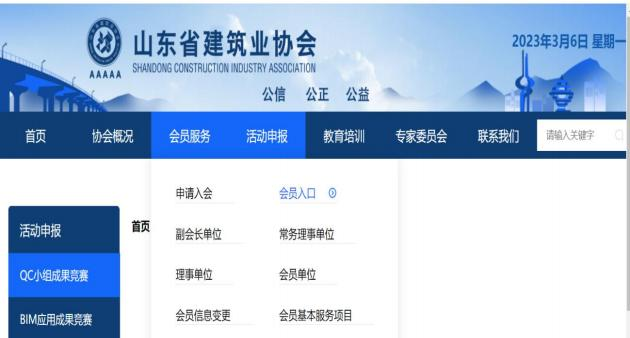 山东省建筑业协会
SHANDONG CONSTRUCTION INDUSTRY ASSOCIATION
AAAAA
2023年3月6日 星期一
公信 公正 公益
首页 协会概况 会员服务 活动申报 教育培训 专家委员会 联系我们 请输入关键字
申请入会 会员入口
活动申报 首页 副会长单位 常务理事单位
QC小组成果竞赛 理事单位 会员单位
BIM应用成果竞赛 会员信息变更 会员基本服务项目